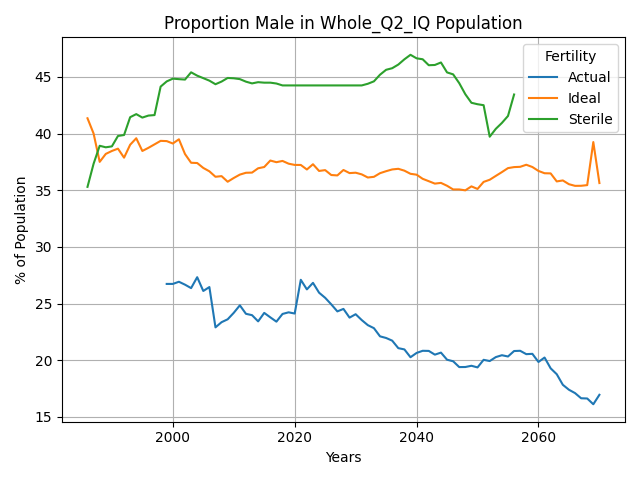 Proportion Male in Whole_Q2_IQ Population
% of Population
45
40
35
30
25
20
15
2000
2020
2040
2060
Years
Fertility
Actual
Ideal
Sterile